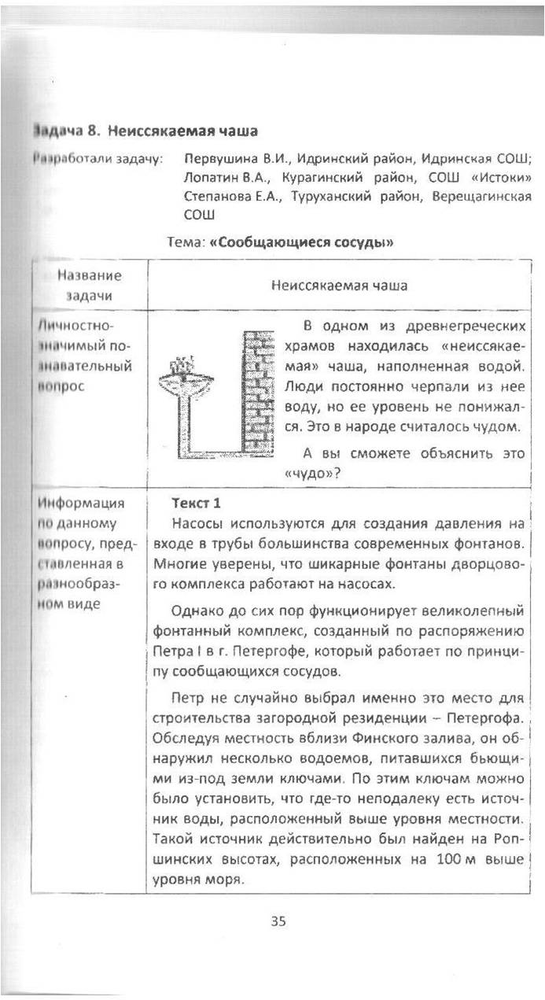 Задача 8. Неиссякаемая чаша
Разработали задачу: Первушина В.И., Идринский район, Идринская СОШ;
Лопатин В.А., Курагинский район, СОШ «Истоки»
Степанова Е.А., Туруханский район, Верещагинская
СОШ
Тема: «Сообщающиеся сосуды»
Название
задачи
Неиссякаемая чаша
Личностно-
значимый по-
знавательный
вопрос
В одном из древнегреческих
храмов находилась «неиссякае-
мая» чаша, наполненная водой.
Люди постоянно черпали из нее
воду, но ее уровень не понижал-
ся. Это в народе считалось чудом.
А вы сможете объяснить это
«чудо»?
Информация
по данному
вопросу, пред-
ставленная в
разнообраз-
ном виде
Текст 1
Насосы используются для создания давления на
входе в трубы большинства современных фонтанов.
Многие уверены, что шикарные фонтаны дворцово-
го комплекса работают на насосах.
Однако до сих пор функционирует великолепный
фонтанный комплекс, созданный по распоряжению
Петра I в г. Петергофе, который работает по принци-
пу сообщающихся сосудов.
Петр не случайно выбрал именно это место для
строительства загородной резиденции – Петергофа.
Обследуя местность вблизи Финского залива, он об-
наружил несколько водоемов, питавшихся бьющи-
ми из-под земли ключами. По этим ключам можно
было установить, что где-то неподалеку есть источ-
ник воды, расположенный выше уровня местности.
Такой источник действительно был найден на Роп-
шинских высотах, расположенных на 100 м выше
уровня моря.
35